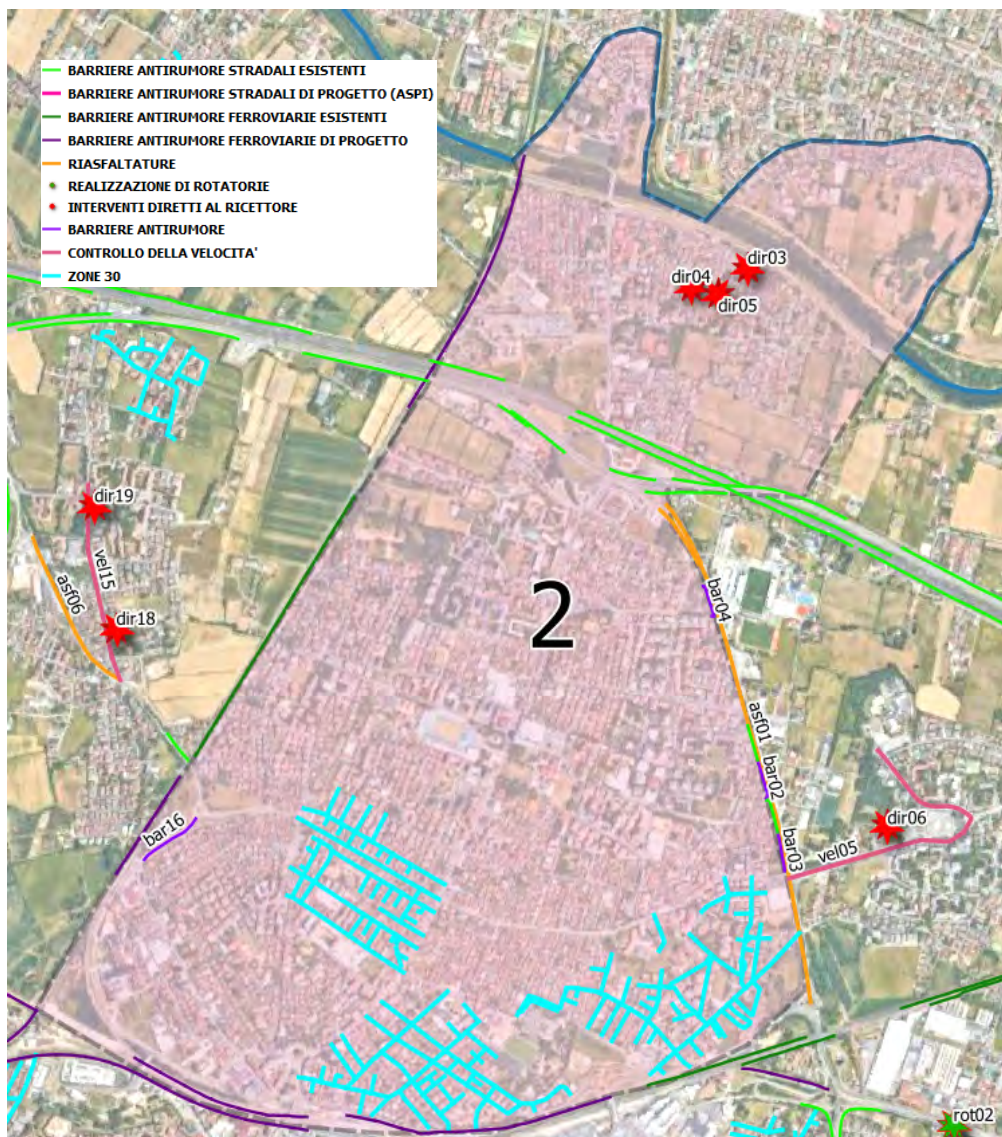 BARRIERE ANTIRUMORE STRADALI ESISTENTI
BARRIERE ANTIRUMORE STRADALI DI PROGETTO (ASPI)
BARRIERE ANTIRUMORE FERROVIARIE ESISTENTI
BARRIERE ANTIRUMORE FERROVIARIE DI PROGETTO
RIASFALTATURE
REALIZZAZIONE DI ROTATORIE
INTERVENTI DIRETTI AL RICETTORE
BARRIERE ANTIRUMORE
CONTROLLO DELLA VELOCITA'
ZONE 30
dir03
dir04
dir05
dir19
vel15
asf06
dir18
2
bar04
asf01
bar02
bar16
bar03
vel05
dir06
rot02